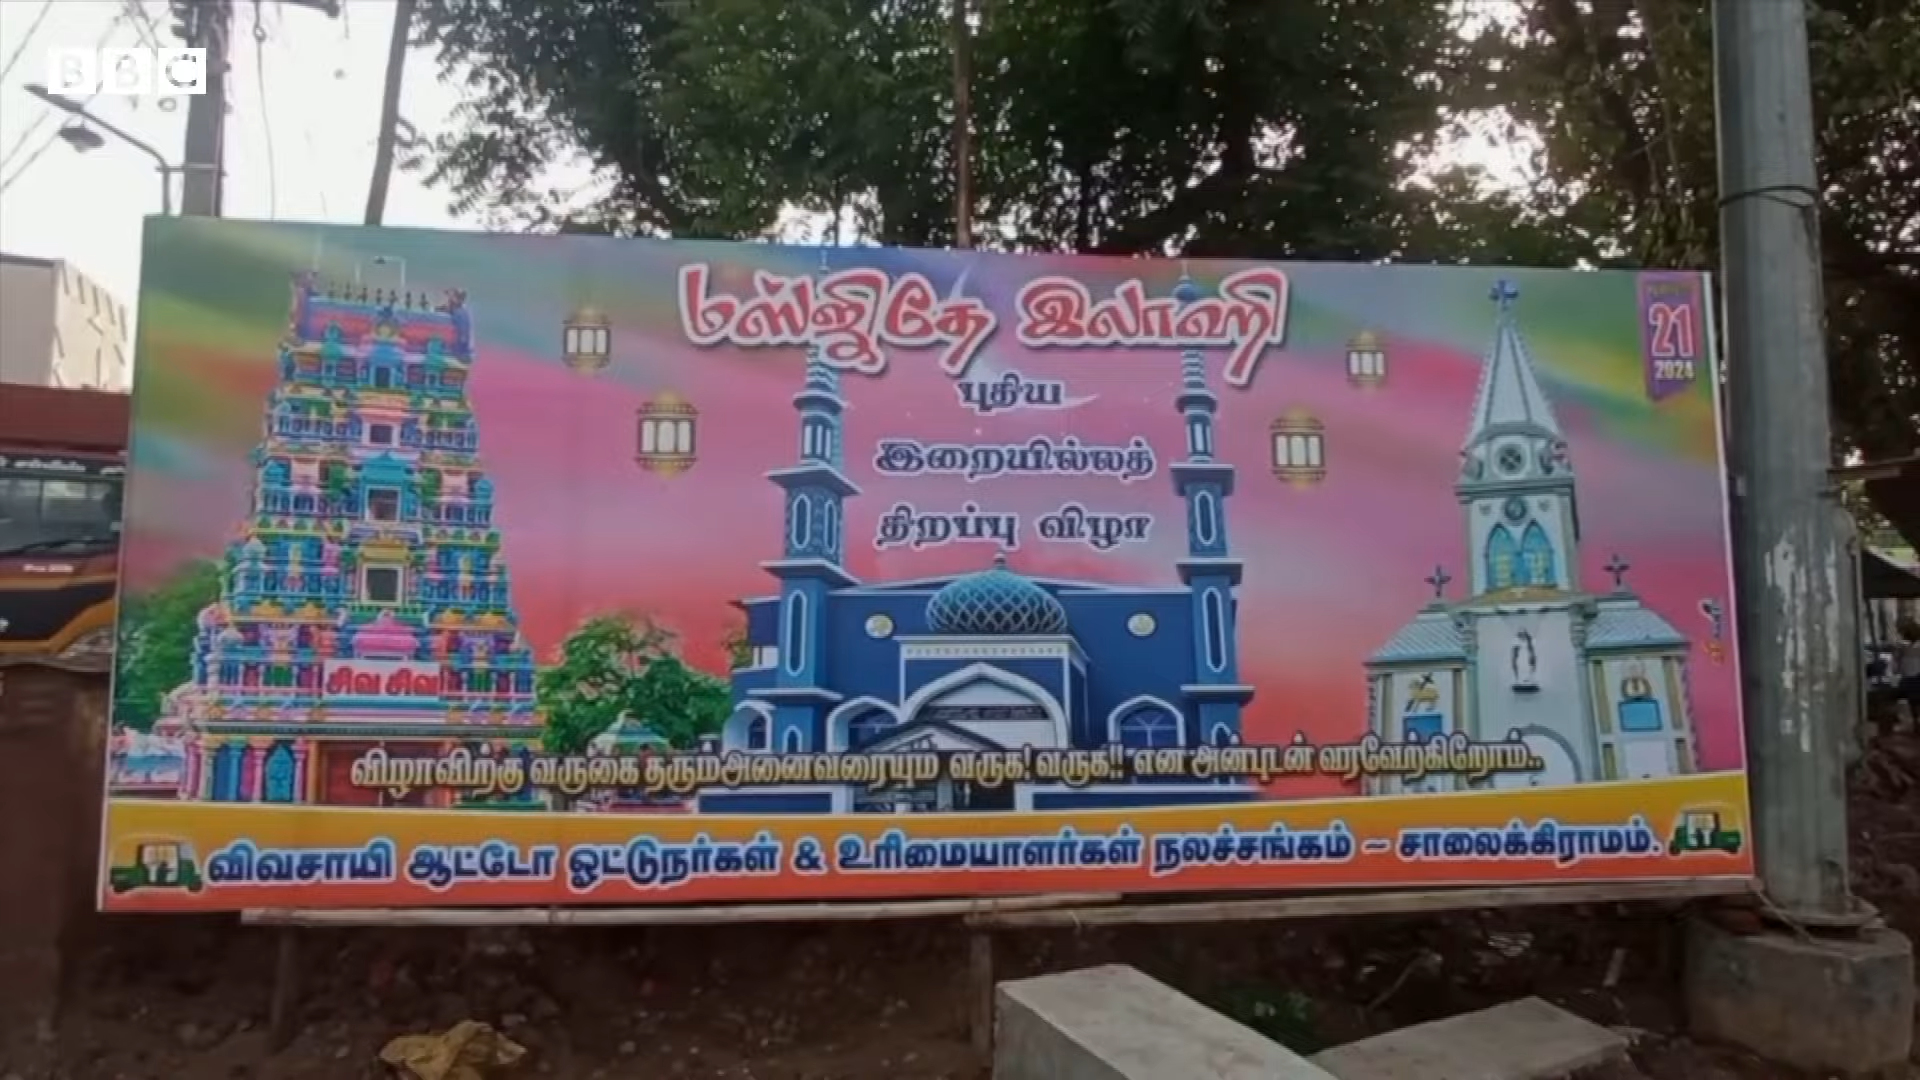 BBC
மஸ்ஜிதே இலாஹி
புதிய
இறையில்லத்
திறப்பு விழா
21
2024
சிவ சிவ
விழாவிற்கு வருகை தரும் அனைவரையும் வருக! வருக!! என அன்புடன் வரவேற்கிறோம்..
விவசாயி ஆட்டோ ஓட்டுநர்கள் & உரிமையாளர்கள் நலச்சங்கம் – சாலைக்கிராமம்.